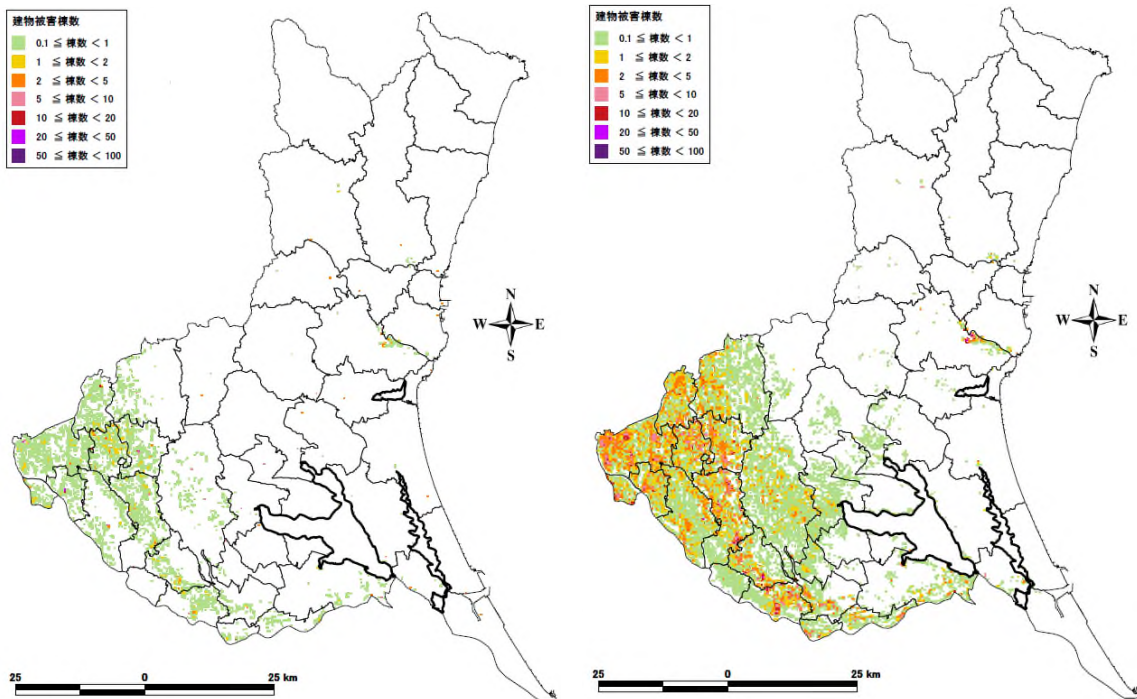 建物被害棟数
0.1 ≦ 棟数 < 1
1 ≦ 棟数 < 2
2 ≦ 棟数 < 5
5 ≦ 棟数 < 10
10 ≦ 棟数 < 20
20 ≦ 棟数 < 50
50 ≦ 棟数 < 100
N
W E
S
25 0 25 km
建物被害棟数
0.1 ≦ 棟数 < 1
1 ≦ 棟数 < 2
2 ≦ 棟数 < 5
5 ≦ 棟数 < 10
10 ≦ 棟数 < 20
20 ≦ 棟数 < 50
50 ≦ 棟数 < 100
N
W E
S
25 0 25 km